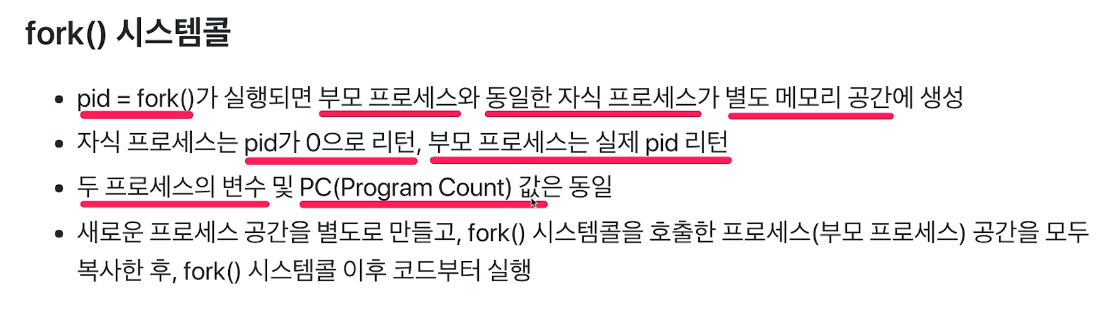 fork() 시스템콜
• pid = fork()가 실행되면 부모 프로세스와 동일한 자식 프로세스가 별도 메모리 공간에 생성
• 자식 프로세스는 pid가 0으로 리턴, 부모 프로세스는 실제 pid 리턴
• 두 프로세스의 변수 및 PC(Program Count) 값은 동일
• 새로운 프로세스 공간을 별도로 만들고, fork() 시스템콜을 호출한 프로세스(부모 프로세스) 공간을 모두
복사한 후, fork() 시스템콜 이후 코드부터 실행